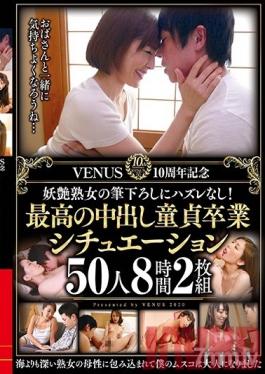 おばさんと、一緒に
気持ちよくなろうね…
VENUS 10周年記念
妖艶熟女の筆下ろしにハズレなし!
最高の中出し童貞卒業
シチュエーション
50人8時間2枚組
Presented by VENUS 2020
海よりも深い熟女の母性に包み込まれて僕のムスコは大人になりました